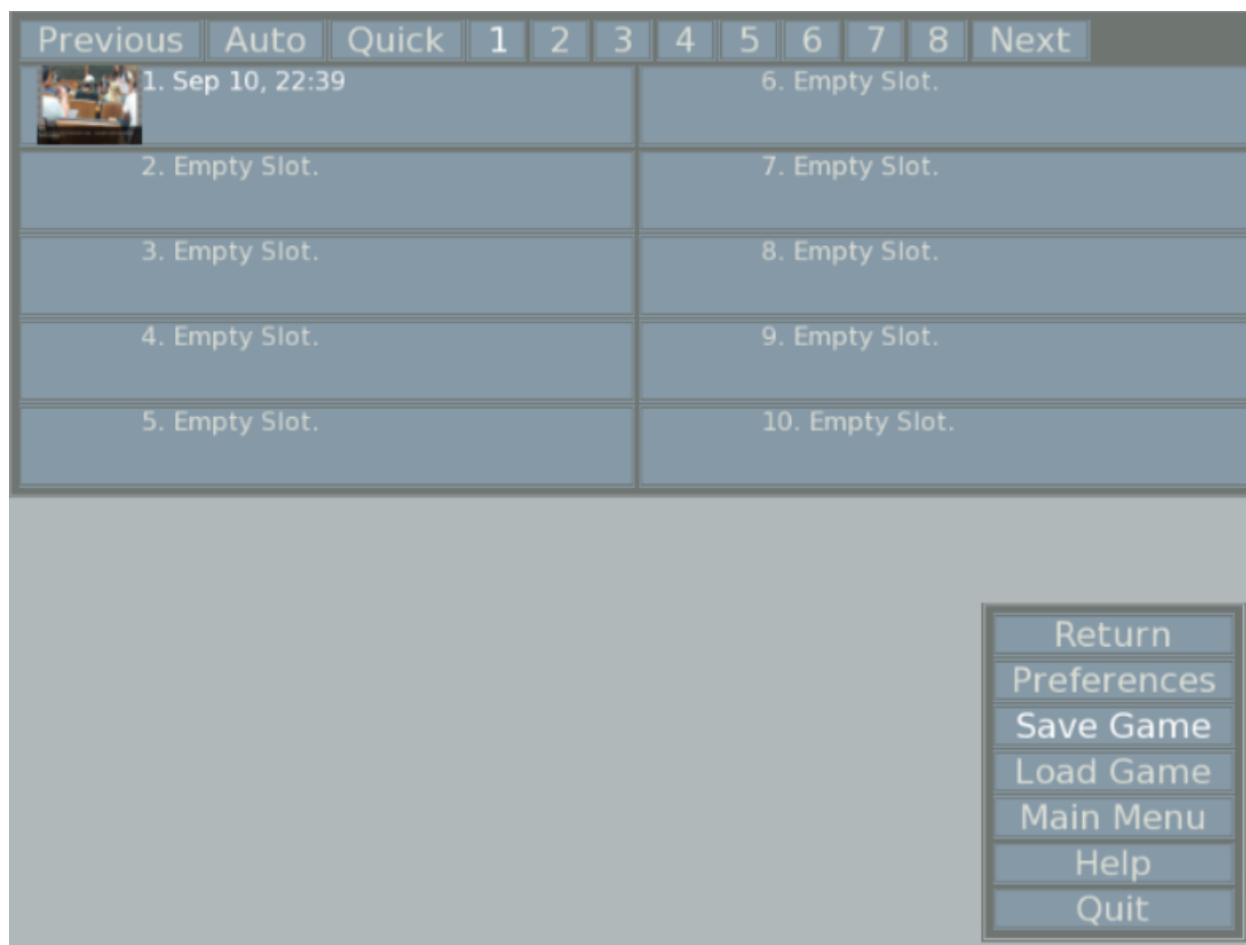 Previous Auto Quick 1 2 3 4 5 6 7 8 Next
1. Sep 10, 22:39
2. Empty Slot.
3. Empty Slot.
4. Empty Slot.
5. Empty Slot.
6. Empty Slot.
7. Empty Slot.
8. Empty Slot.
9. Empty Slot.
10. Empty Slot.
Return
Preferences
Save Game
Load Game
Main Menu
Help
Quit